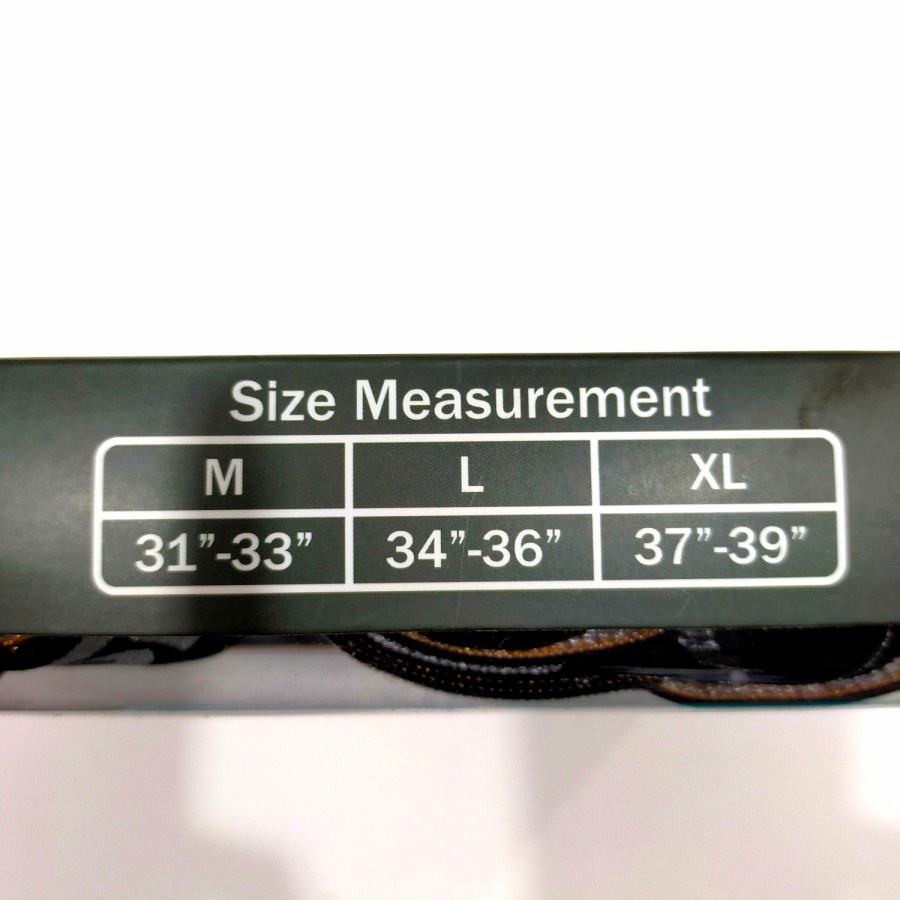 Size Measurement
M L XL
31”-33” 34”-36” 37”-39”